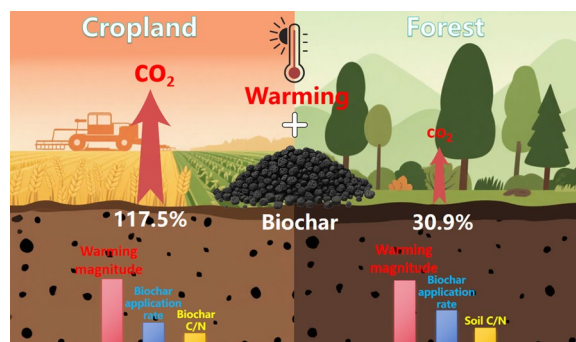 Cropland
Forest
CO₂
Warming
+
CO₂
117.5%
Biochar
30.9%
Warming
magnitude
Biochar
application
rate
Biochar
C/N
Warming
magnitude
Biochar
application
rate
Soil C/N